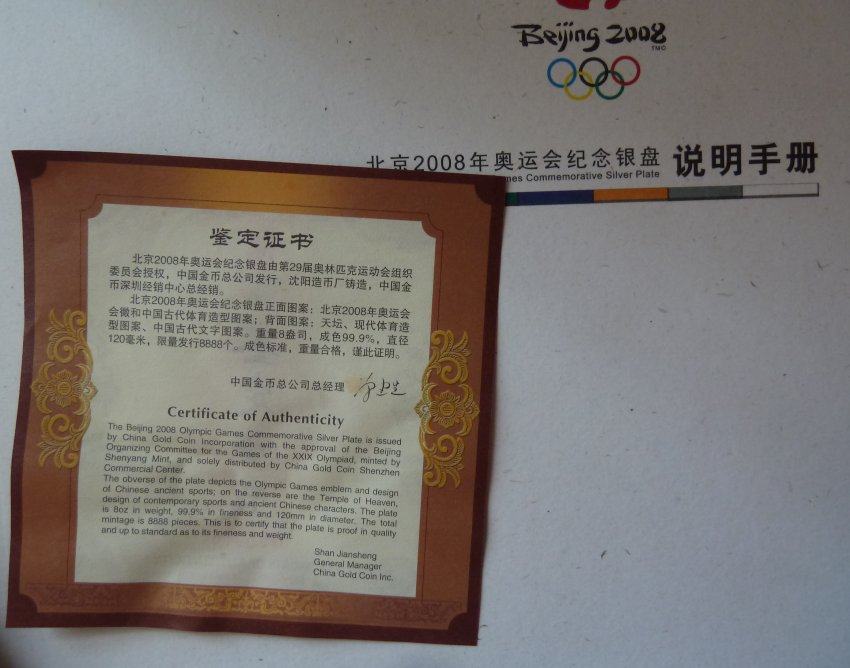 Beijing 2008
TM©
北京2008年奥运会纪念银盘 说明手册
Games Commemorative Silver Plate
鉴定证书
北京2008年奥运会纪念银盘由第29届奥林匹克运动会组织
委员会授权，中国金币总公司发行，沈阳造币厂铸造，中国金
币深圳经销中心总经销。
北京2008年奥运会纪念银盘正面图案：北京2008年奥运会
会徽和中国古代体育造型图案；背面图案：天坛、现代体育造
型图案、中国古代文字图案。重量8盎司，成色99.9%，直径
120毫米，限量发行8888个。成色标准，重量合格，谨此证明。
中国金币总公司总经理
Certificate of Authenticity
The Beijing 2008 Olympic Games Commemorative Silver Plate is issued
by China Gold Coin Incorporation with the approval of the Beijing
Organizing Committee for the Games of the XXIX Olympiad, minted by
Shenyang Mint, and solely distributed by China Gold Coin Shenzhen
Commercial Center.
The obverse of the plate depicts the Olympic Games emblem and design
of Chinese ancient sports; on the reverse are the Temple of Heaven,
design of contemporary sports and ancient Chinese characters. The plate
is 8oz in weight, 99.9% in fineness and 120mm in diameter. The total
mintage is 8888 pieces. This is to certify that the plate is proof in quality
and up to standard as to its fineness and weight.
Shan Jiansheng
General Manager
China Gold Coin Inc.